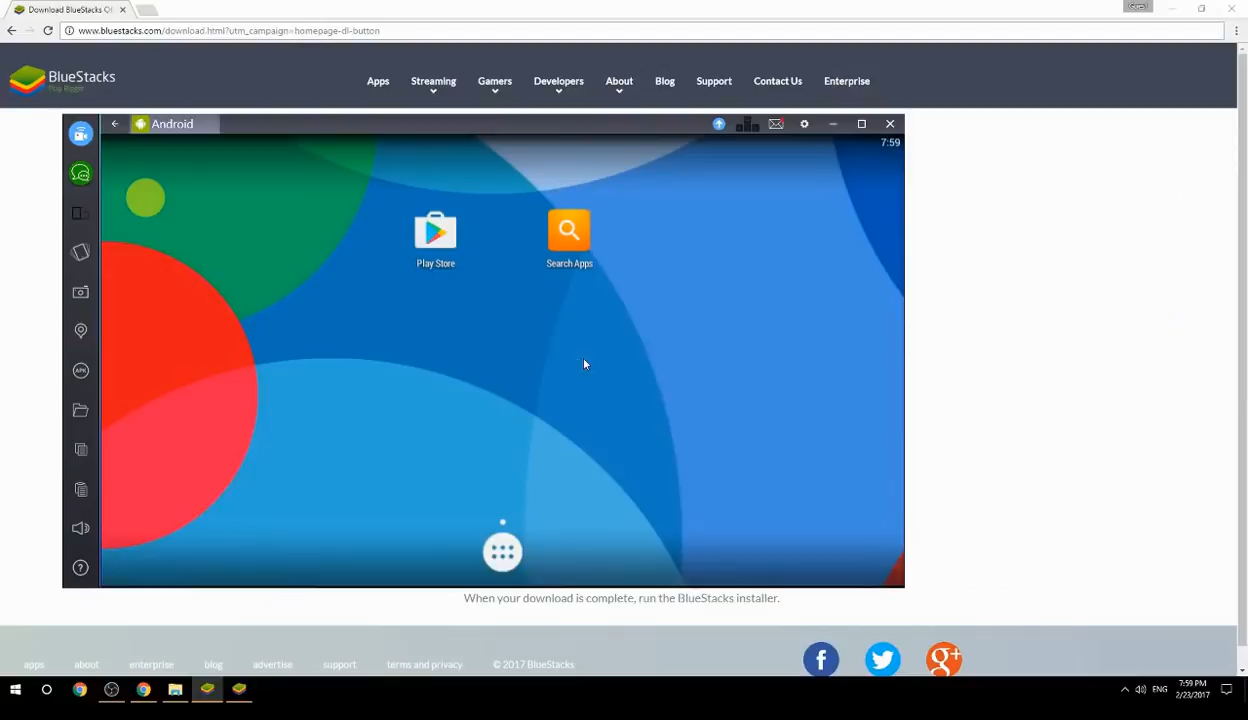 Download BlueStacks Of
www.bluestacks.com/download.html?utm_campaign=homepage-dl-button
BlueStacks
Play Bigger
Apps Streaming Gamers Developers About Blog Support Contact Us Enterprise
Android
7:59
Play Store
Search Apps
APK
When your download is complete, run the BlueStacks installer.
apps about enterprise blog advertise support terms and privacy © 2017 BlueStacks
ENG
7:59 PM
2/23/2017